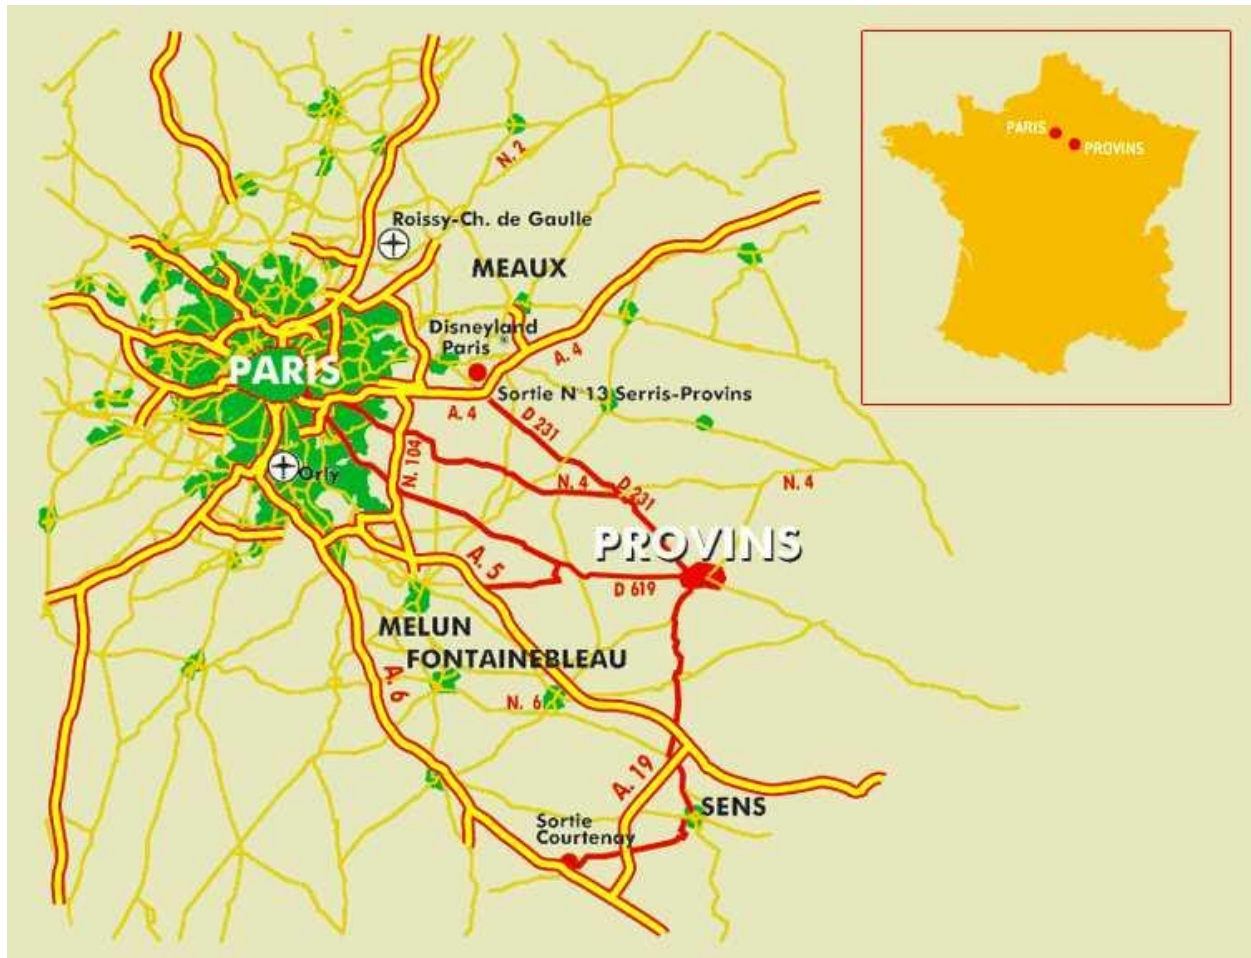 PARIS
PROVINS
N. 2
Roissy-Ch. de Gaulle
MEAUX
Disneyland
Paris
A. 4
PARIS
Sortie N 13 Serris-Provins
A. 4
D 231
N. 104
Orly
N. 4
D 231
N. 4
PROVINS
A. 5
D 619
MELUN
FONTAINEBLEAU
A. 6
N. 6
A. 19
SENS
Sortie
Courtenay